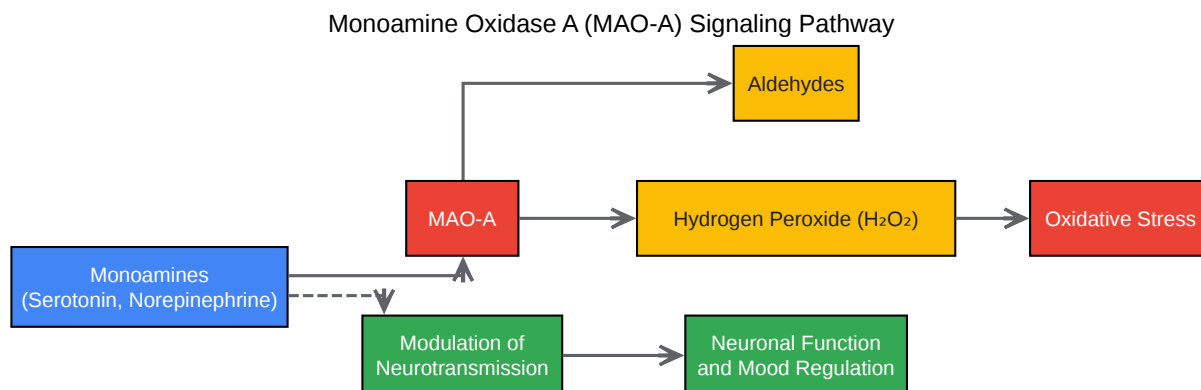 Monoamine Oxidase A (MAO-A) Signaling Pathway
Aldehydes
MAO-A
Hydrogen Peroxide (H₂O₂)
Oxidative Stress
Monoamines
(Serotonin, Norepinephrine)
Modulation of
Neurotransmission
Neuronal Function
and Mood Regulation